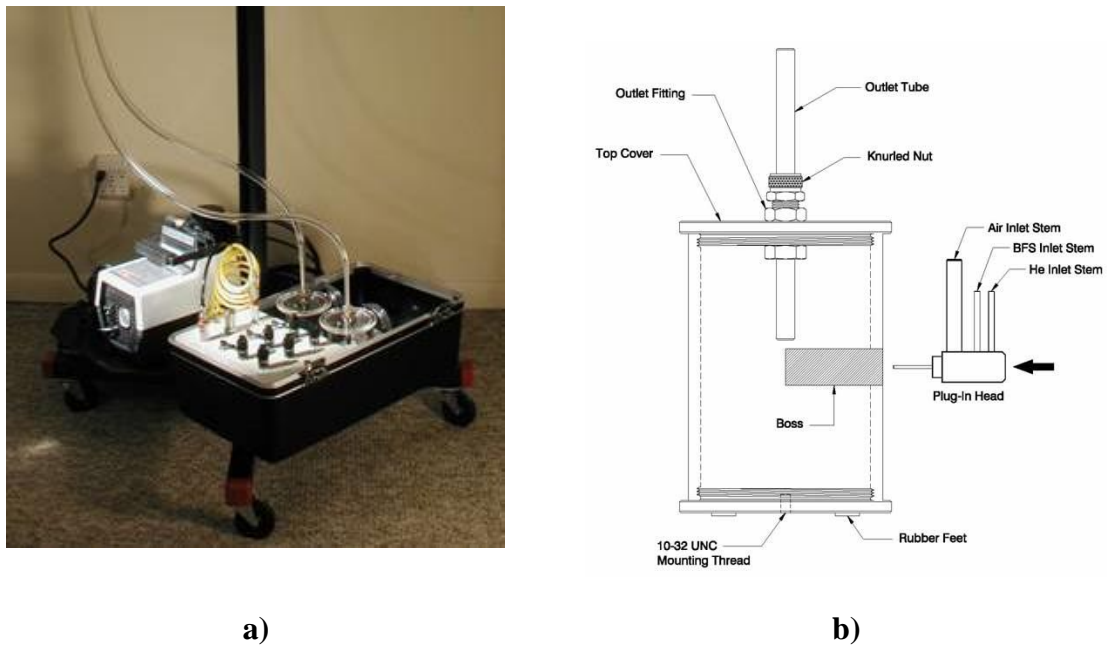 Outlet Tube
Outlet Fitting
Knurled Nut
Top Cover
Air Inlet Stem
BFS Inlet Stem
He Inlet Stem
Plug-In Head
Boss
Rubber Feet
10-32 UNC
Mounting Thread
a)
b)